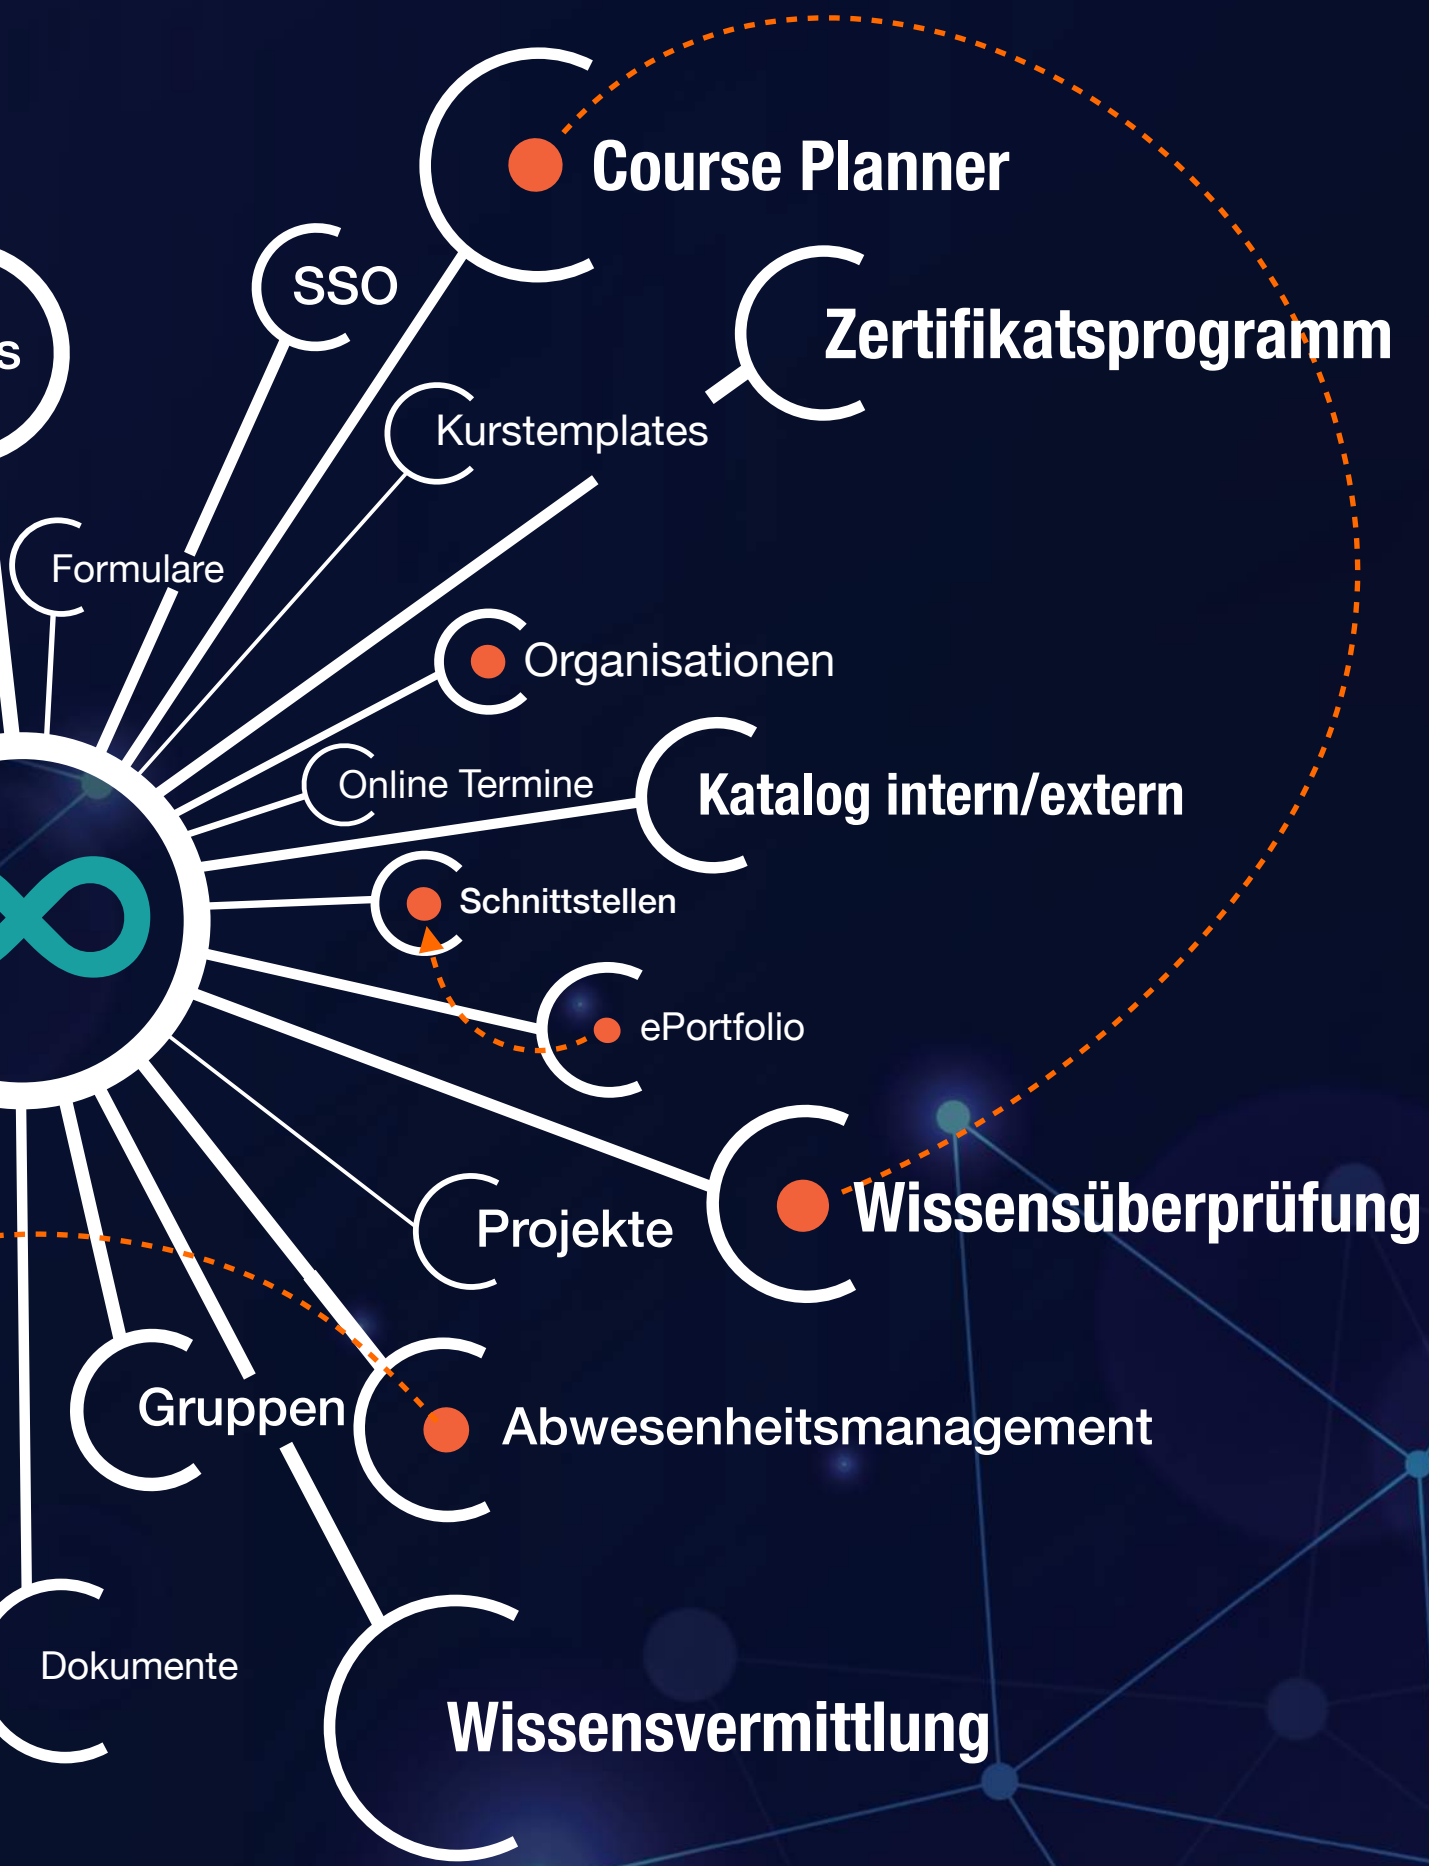 Course Planner
SSO
Zertifikatsprogramm
s
Kurstemplates
Formulare
Organisationen
Online Termine
Katalog intern/extern
Schnittstellen
ePortfolio
Wissensüberprüfung
Projekte
Gruppen
Abwesenheitsmanagement
Dokumente
Wissensvermittlung